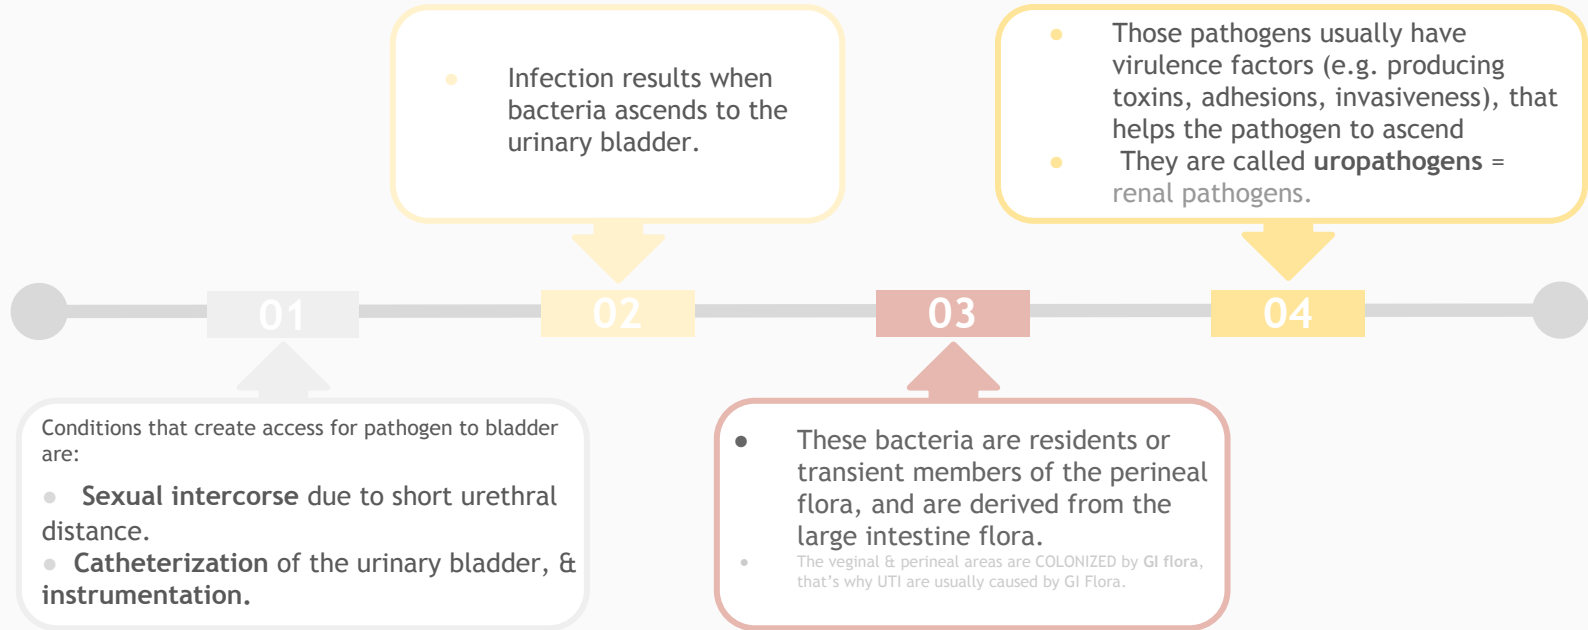 01
Conditions that create access for pathogen to bladder
are:
● Sexual intercorse due to short urethral
distance.
● Catheterization of the urinary bladder, &
instrumentation.
02
● Infection results when
bacteria ascends to the
urinary bladder.
03
● These bacteria are residents or
transient members of the perineal
flora, and are derived from the
large intestine flora.
● The veginal & perineal areas are COLONIZED by GI flora,
that's why UTI are usually caused by GI Flora.
04
● Those pathogens usually have
virulence factors (e.g. producing
toxins, adhesions, invasiveness), that
helps the pathogen to ascend
● They are called uropathogens =
renal pathogens.